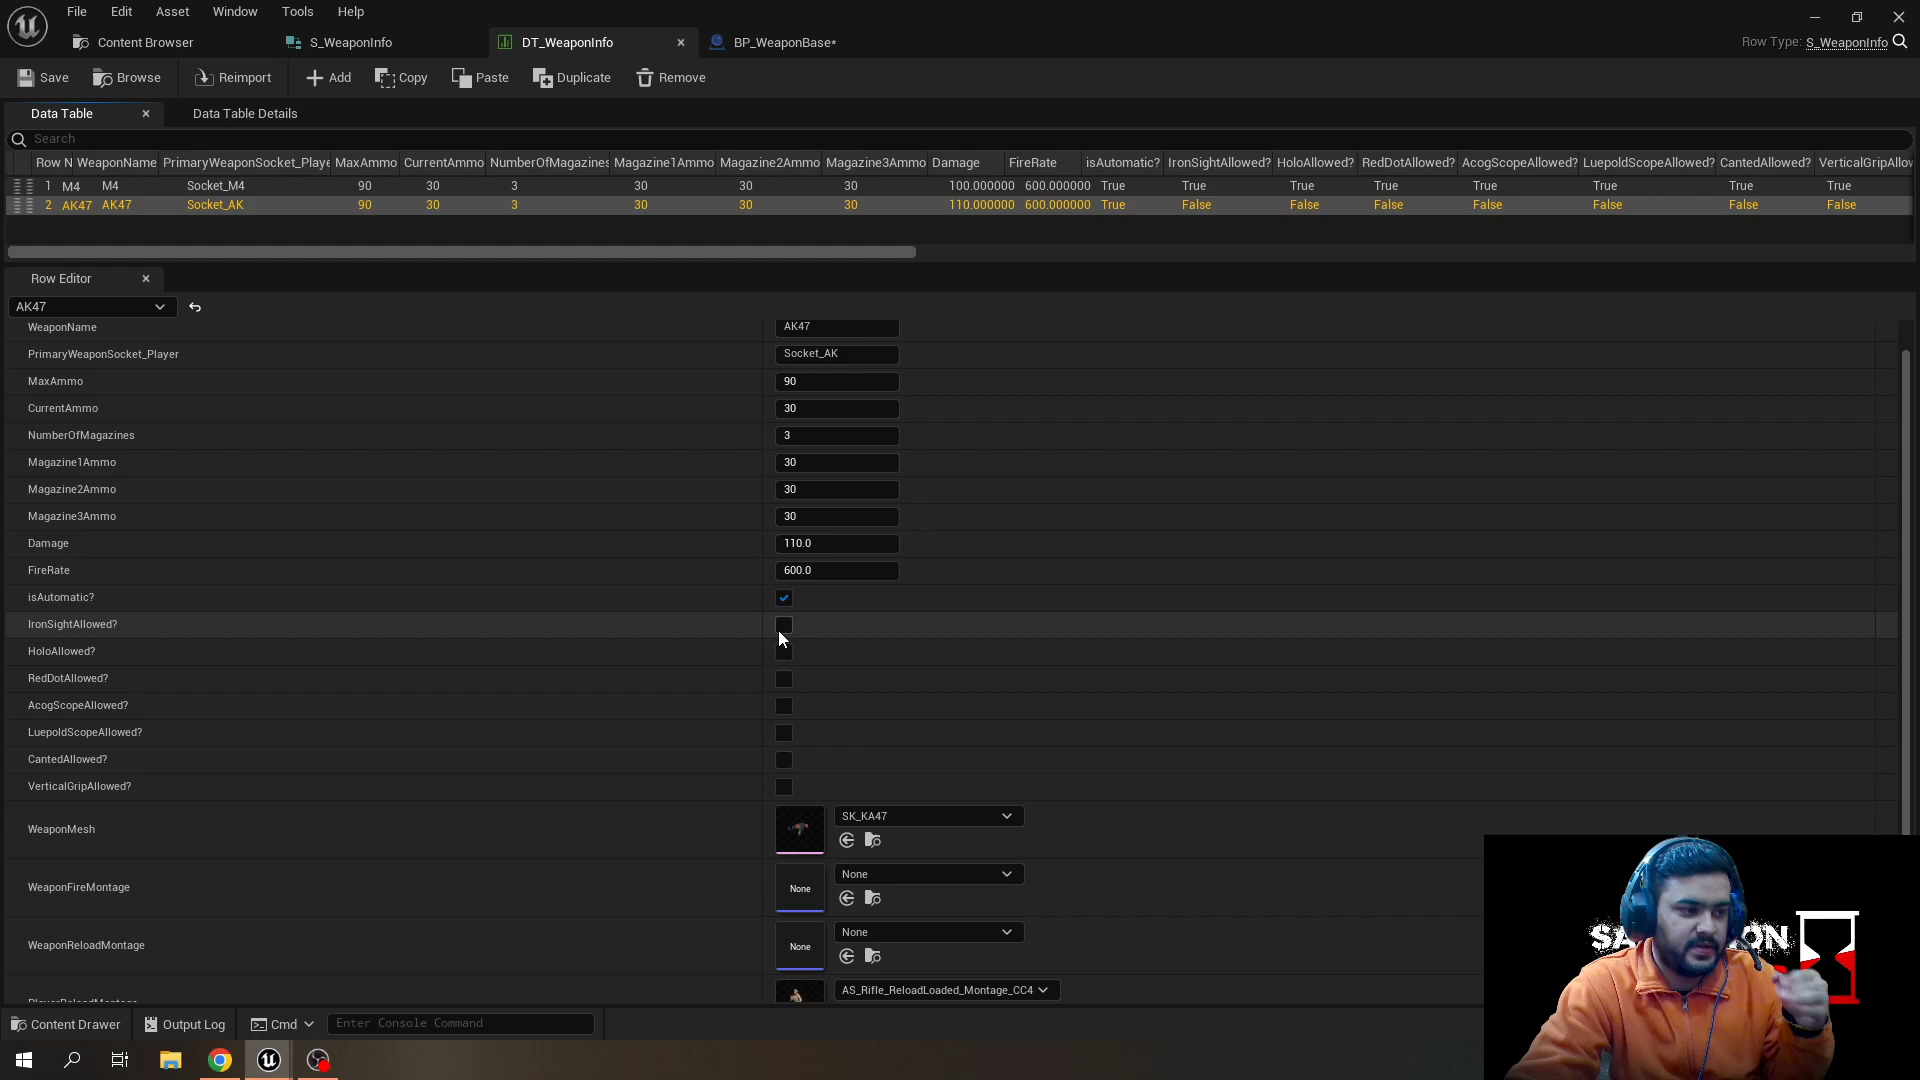 File Edit Asset Window Tools Help
Content Browser S_WeaponInfo DT_WeaponInfo BP_WeaponBase* Row Type: S_WeaponInfo
Save Browse Reimport Add Copy Paste Duplicate Remove
Data Table Data Table Details
Search
Row N WeaponName PrimaryWeaponSocket_Playe MaxAmmo CurrentAmmo NumberOfMagazines Magazine1Ammo Magazine2Ammo Magazine3Ammo Damage FireRate isAutomatic? IronSightAllowed? HoloAllowed? RedDotAllowed? AcogScopeAllowed? LuepoldScopeAllowed? CantedAllowed? VerticalGripAllov
1 M4 M4 Socket_M4 90 30 3 30 30 30 100.000000 600.000000 True True True True True True True True
2 AK47 AK47 Socket_AK 90 30 3 30 30 30 110.000000 600.000000 True False False False False False False False
Row Editor
AK47
WeaponName AK47
PrimaryWeaponSocket_Player Socket_AK
MaxAmmo 90
CurrentAmmo 30
NumberOfMagazines 3
Magazine1Ammo 30
Magazine2Ammo 30
Magazine3Ammo 30
Damage 110.0
FireRate 600.0
isAutomatic?
IronSightAllowed?
HoloAllowed?
RedDotAllowed?
AcogScopeAllowed?
LuepoldScopeAllowed?
CantedAllowed?
VerticalGripAllowed?
WeaponMesh SK_KA47
WeaponFireMontage None None
WeaponReloadMontage None None
PlayerReloadMontage AS_Rifle_ReloadLoaded_Montage_CC4
Content Drawer Output Log Cmd Enter Console Command